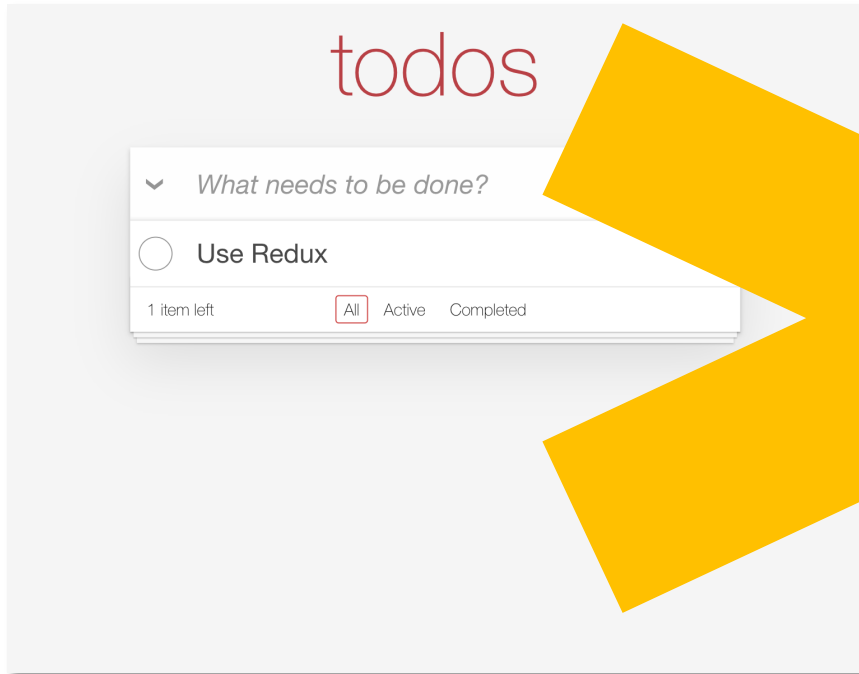 todos
What needs to be done?
Use Redux
1 item left All Active Completed